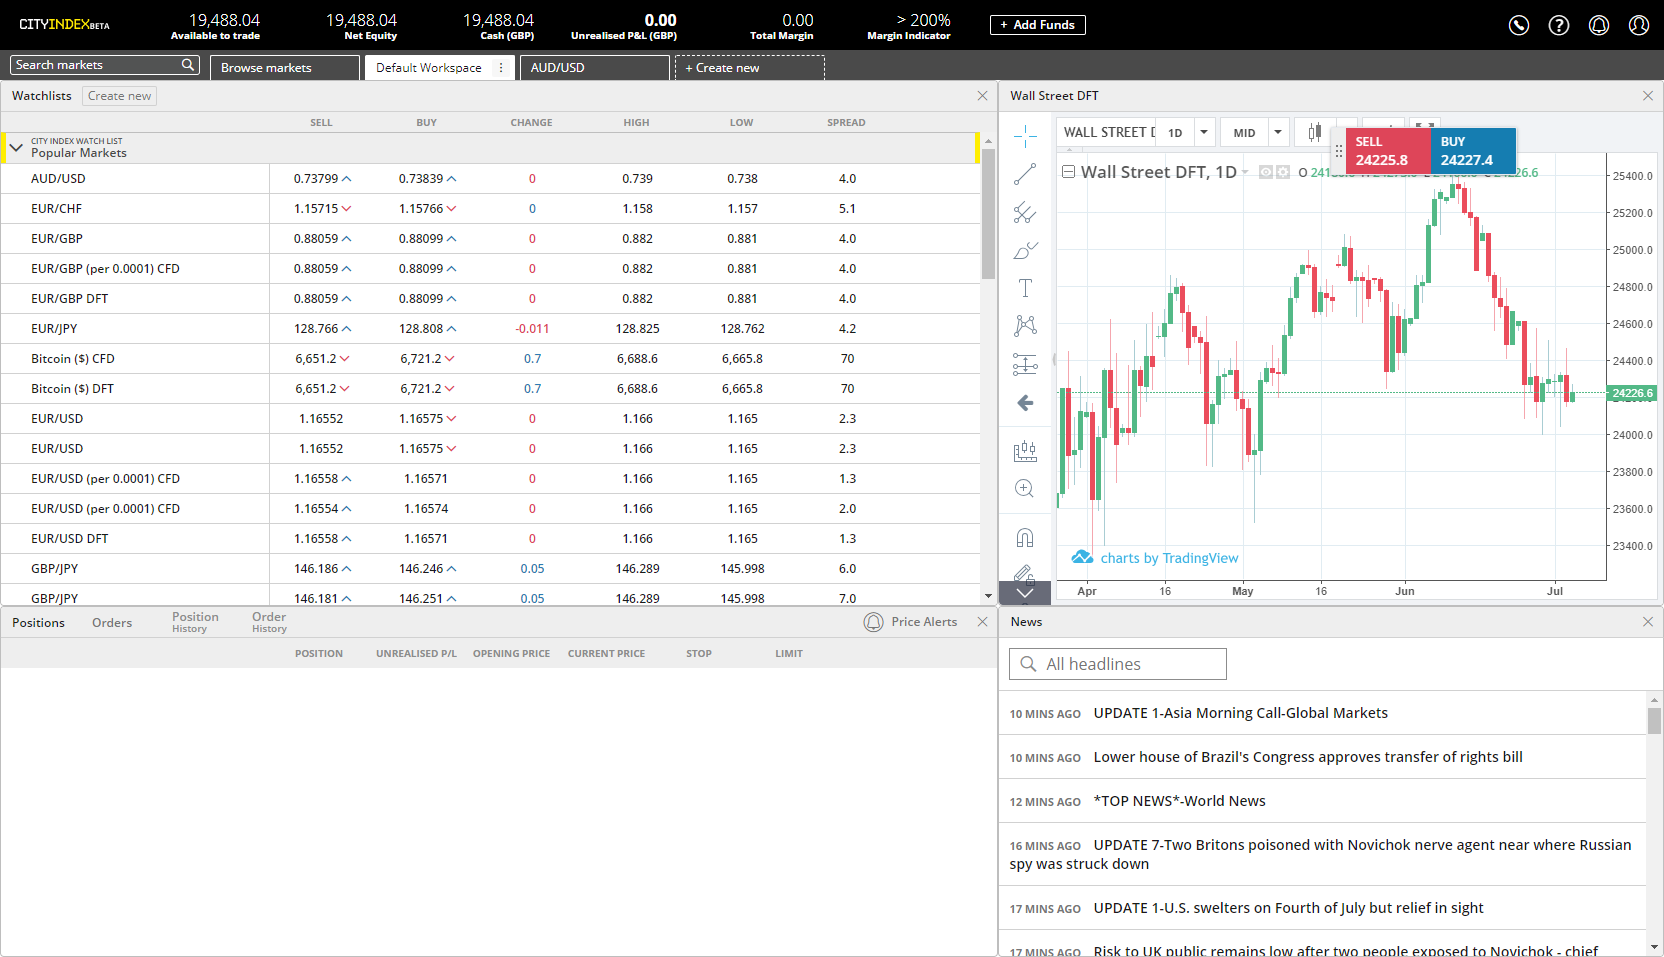 CITYINDEX BETA
19,488.04
Available to trade
19,488.04
Net Equity
19,488.04
Cash (GBP)
0.00
Unrealised P&L (GBP)
0.00
Total Margin
> 200%
Margin Indicator
+ Add Funds
Search markets
Browse markets
Default Workspace
AUD/USD
+ Create new
Watchlists Create new
SELL BUY CHANGE HIGH LOW SPREAD
CITY INDEX WATCH LIST
Popular Markets
AUD/USD 0.73799 0.73839 0 0.739 0.738 4.0
EUR/CHF 1.15715 1.15766 0 1.158 1.157 5.1
EUR/GBP 0.88059 0.88099 0 0.882 0.881 4.0
EUR/GBP (per 0.0001) CFD 0.88059 0.88099 0 0.882 0.881 4.0
EUR/GBP DFT 0.88059 0.88099 0 0.882 0.881 4.0
EUR/JPY 128.766 128.808 -0.011 128.825 128.762 4.2
Bitcoin ($) CFD 6,651.2 6,721.2 0.7 6,688.6 6,665.8 70
Bitcoin ($) DFT 6,651.2 6,721.2 0.7 6,688.6 6,665.8 70
EUR/USD 1.16552 1.16575 0 1.166 1.165 2.3
EUR/USD 1.16552 1.16575 0 1.166 1.165 2.3
EUR/USD (per 0.0001) CFD 1.16558 1.16571 0 1.166 1.165 1.3
EUR/USD (per 0.0001) CFD 1.16554 1.16574 0 1.166 1.165 2.0
EUR/USD DFT 1.16558 1.16571 0 1.166 1.165 1.3
GBP/JPY 146.186 146.246 0.05 146.289 145.998 6.0
GBP/JPY 146.181 146.251 0.05 146.289 145.998 7.0
Wall Street DFT
WALL STREET 1D MID
SELL
24225.8
BUY
24227.4
Wall Street DFT, 1D O
25400.0
25200.0
25000.0
24800.0
24600.0
24400.0
24226.6
24000.0
23800.0
23600.0
23400.0
charts by TradingView
Apr 16 May 16 Jun Jul
Positions Orders Position History Order History Price Alerts
POSITION UNREALISED P/L OPENING PRICE CURRENT PRICE STOP LIMIT
News
All headlines
10 MINS AGO UPDATE 1-Asia Morning Call-Global Markets
10 MINS AGO Lower house of Brazil's Congress approves transfer of rights bill
12 MINS AGO *TOP NEWS*-World News
16 MINS AGO UPDATE 7-Two Britons poisoned with Novichok nerve agent near where Russian
spy was struck down
17 MINS AGO UPDATE 1-U.S. swelters on Fourth of July but relief in sight
17 MINS AGO Risk to UK public remains low after two people exposed to Novichok - chief